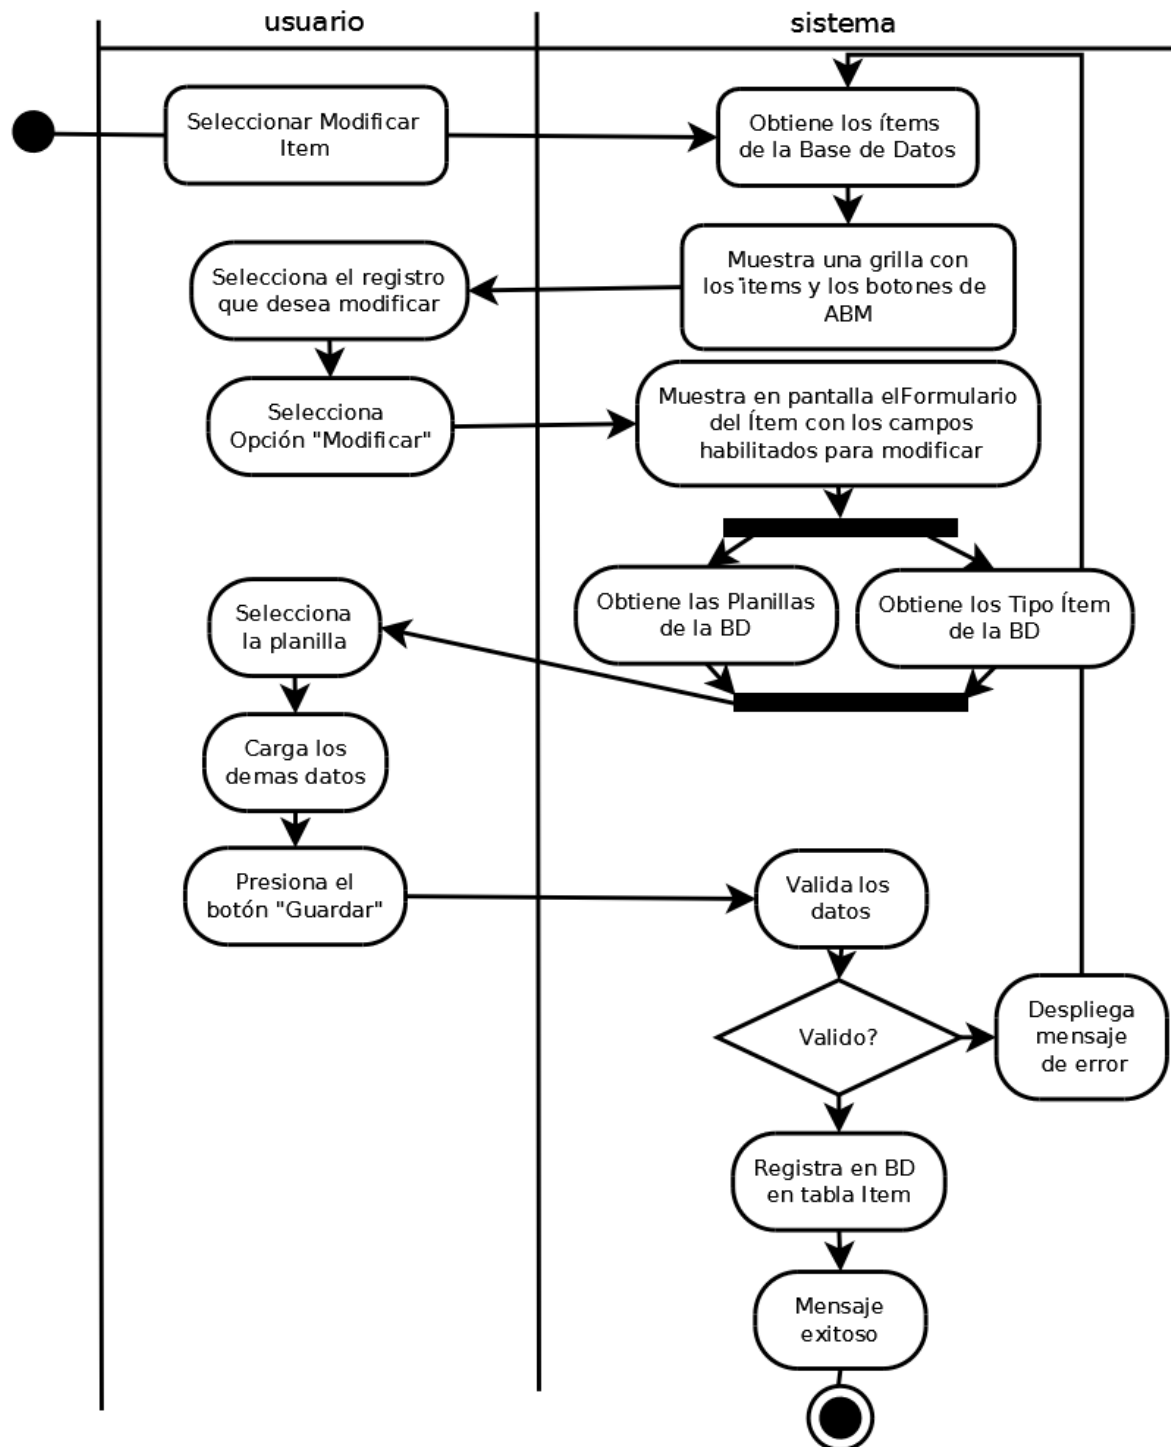 usuario
sistema
Seleccionar Modificar
Item
Obtiene los ítems
de la Base de Datos
Muestra una grilla con
los ítems y los botones de
ABM
Selecciona el registro
que desea modificar
Selecciona
Opción "Modificar"
Muestra en pantalla elFormulario
del Ítem con los campos
habilitados para modificar
Obtiene las Planillas
de la BD
Obtiene los Tipo Ítem
de la BD
Selecciona
la planilla
Carga los
demas datos
Presiona el
botón "Guardar"
Valida los
datos
Valido?
Despliega
mensaje
de error
Registra en BD
en tabla Item
Mensaje
exitoso